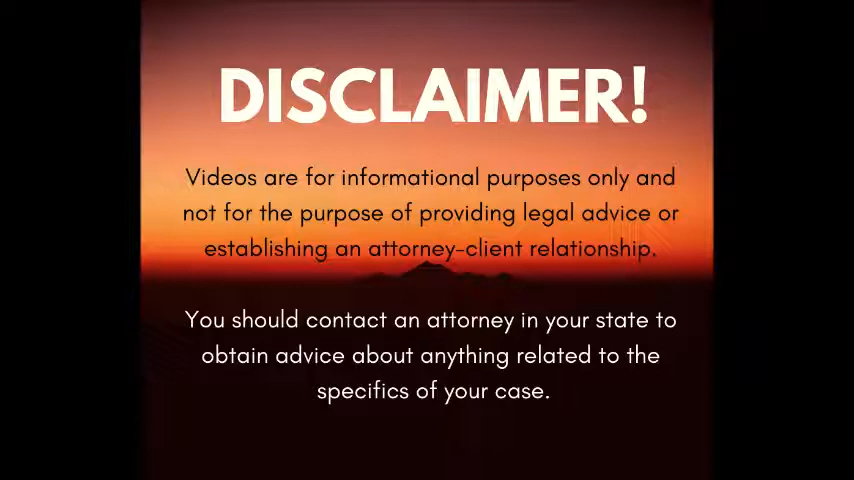 DISCLAIMER!
Videos are for informational purposes only and
not for the purpose of providing legal advice or
establishing an attorney-client relationship.
You should contact an attorney in your state to
obtain advice about anything related to the
specifics of your case.